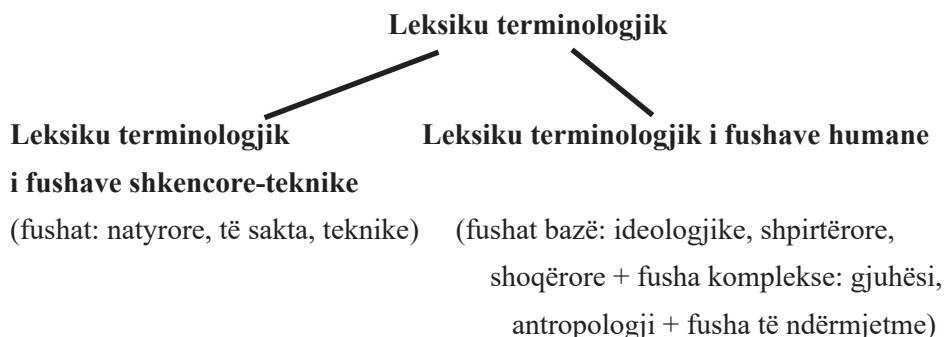 Leksiku terminologjik
Leksiku terminologjik
i fushave shkencore-teknike
(fushat: natyrore, të sakta, teknike)
Leksiku terminologjik i fushave humane
(fushat bazë: ideologjike, shpirtërore,
shoqërore + fusha komplekse: gjuhësi,
antropologji + fusha të ndërmjetme)